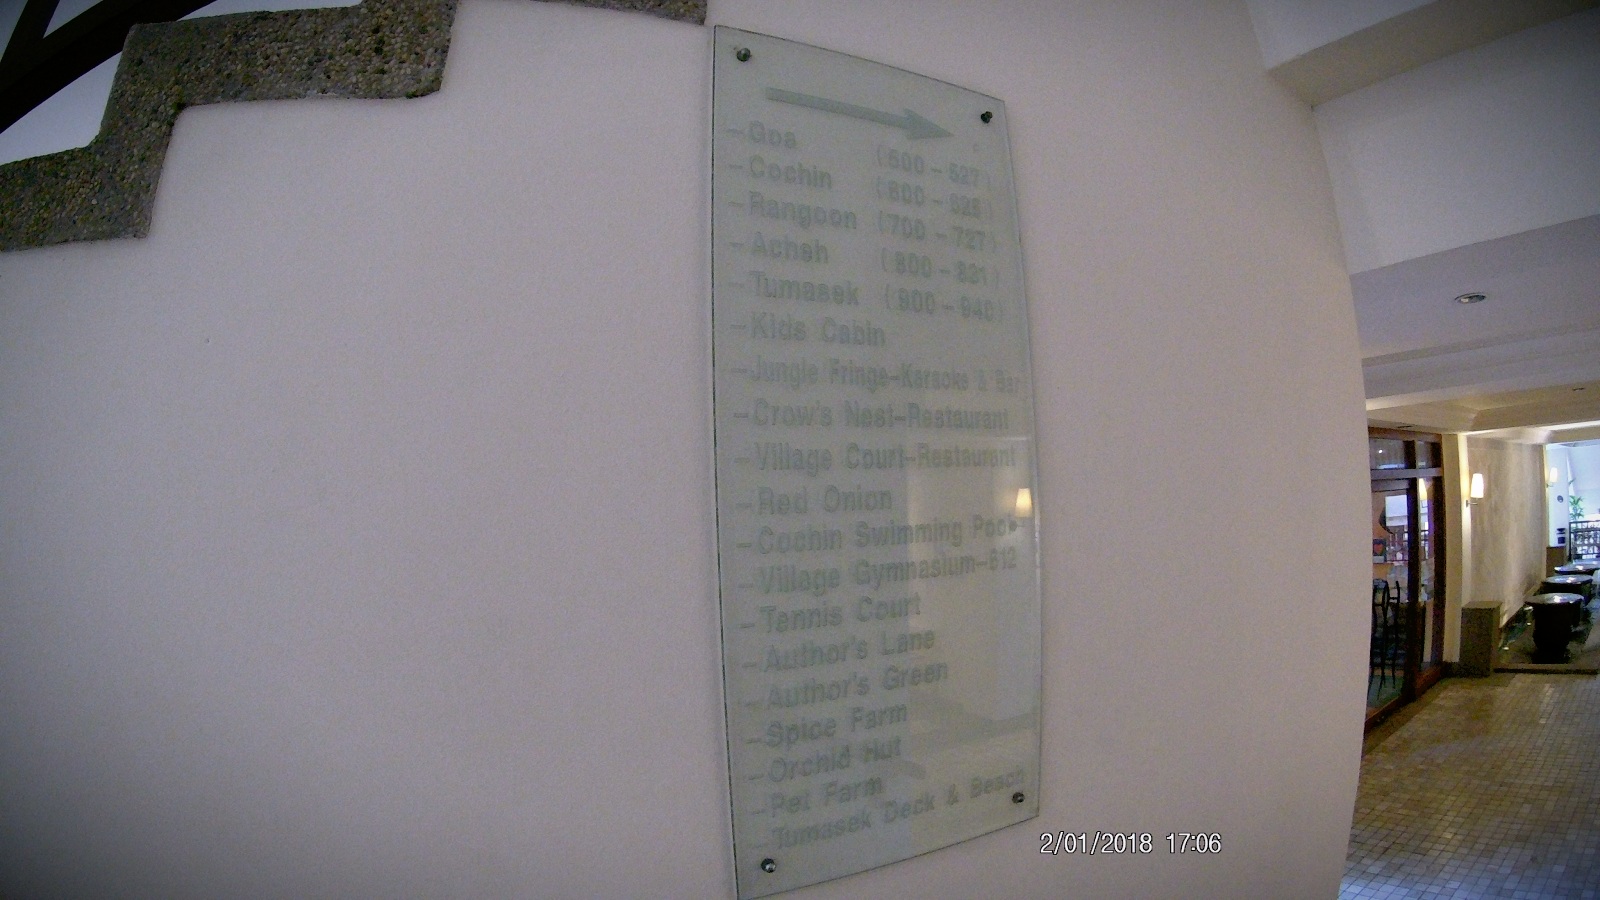 –Goa (500 – 527)
–Cochin (600 – 628)
–Rangoon (700 – 727)
–Acheh (800 – 831)
–Tumasek (900 – 940)
–Kids Cabin
–Jungle Fringe–Karaoke & Bar
–Crow's Nest–Restaurant
–Village Court–Restaurant
–Red Onion
–Cochin Swimming Pool
–Village Gymnasium–612
–Tennis Court
–Author's Lane
–Author's Green
–Spice Farm
–Orchid Hut
–Pet Farm
–Tumasek Deck & Beach
2/01/2018 17:06